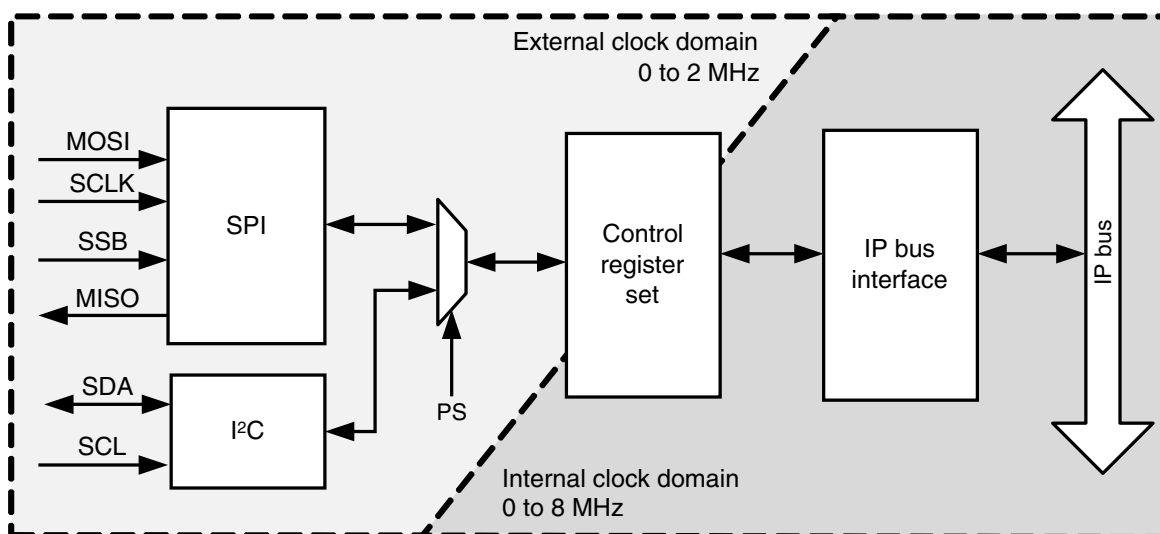 External clock domain
0 to 2 MHz
MOSI
SCLK
SSB
MISO
SPI
SDA
SCL
I²C
PS
Control
register
set
IP bus
interface
IP bus
Internal clock domain
0 to 8 MHz